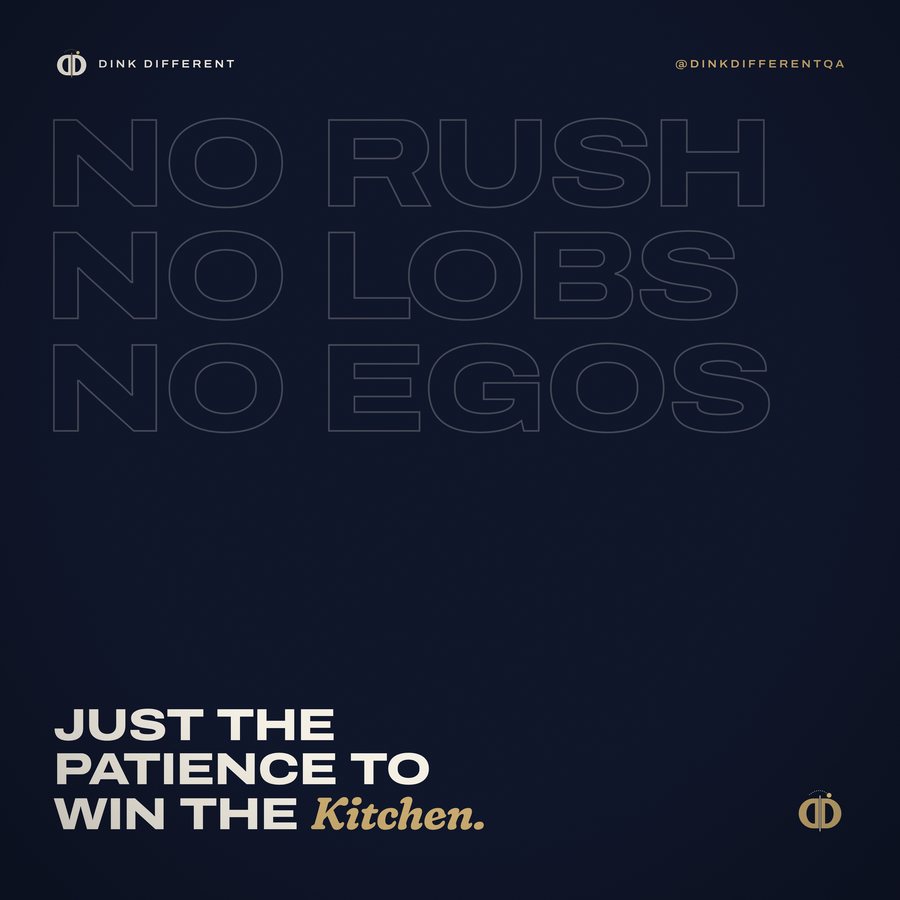 DINK DIFFERENT
@DINKDIFFERENTQA
NO RUSH
NO LOBS
NO EGOS
JUST THE
PATIENCE TO
WIN THE Kitchen.